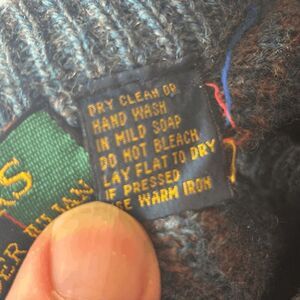 DRY CLEAN OR
HAND WASH
IN MILD SOAP
DO NOT BLEACH
LAY FLAT TO DRY
IF PRESSED
USE WARM IRON